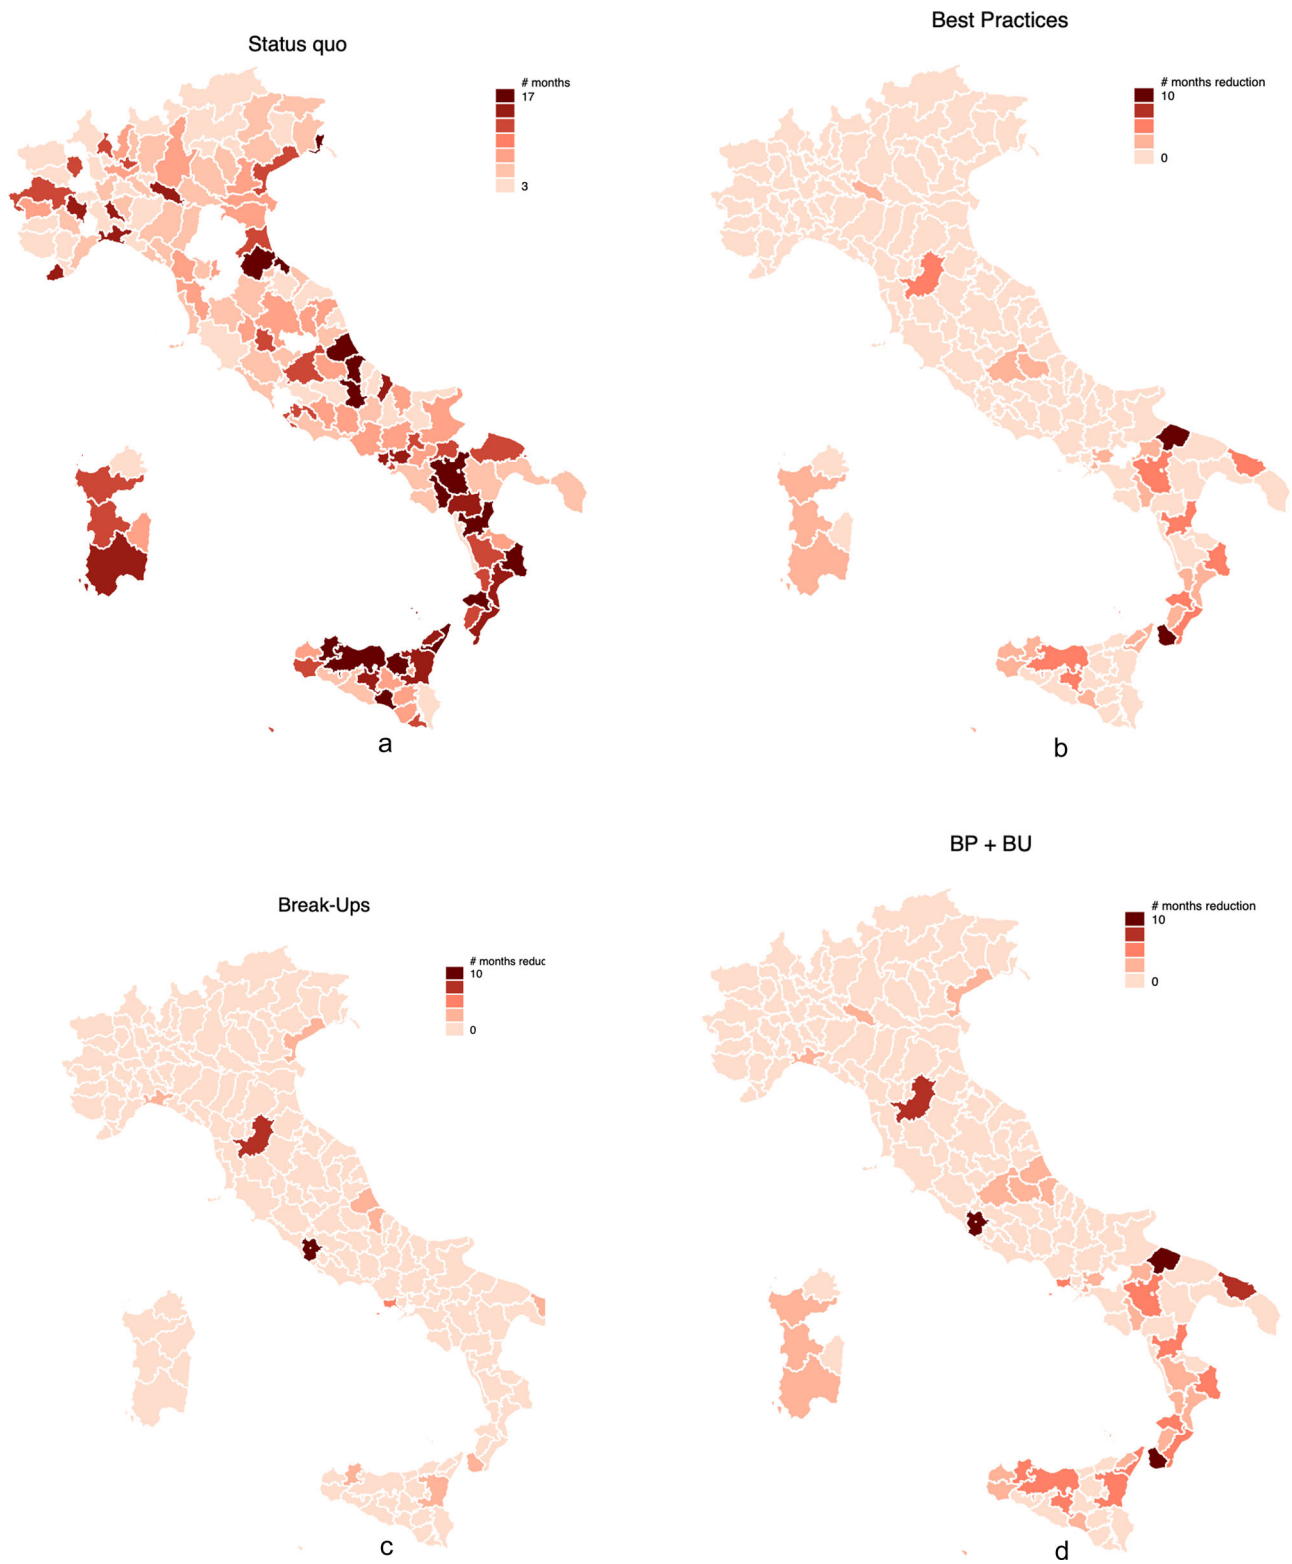 Status quo
# months
17
3
a
Best Practices
# months reduction
10
0
b
Break-Ups
# months reduc
10
0
c
BP + BU
# months reduction
10
0
d